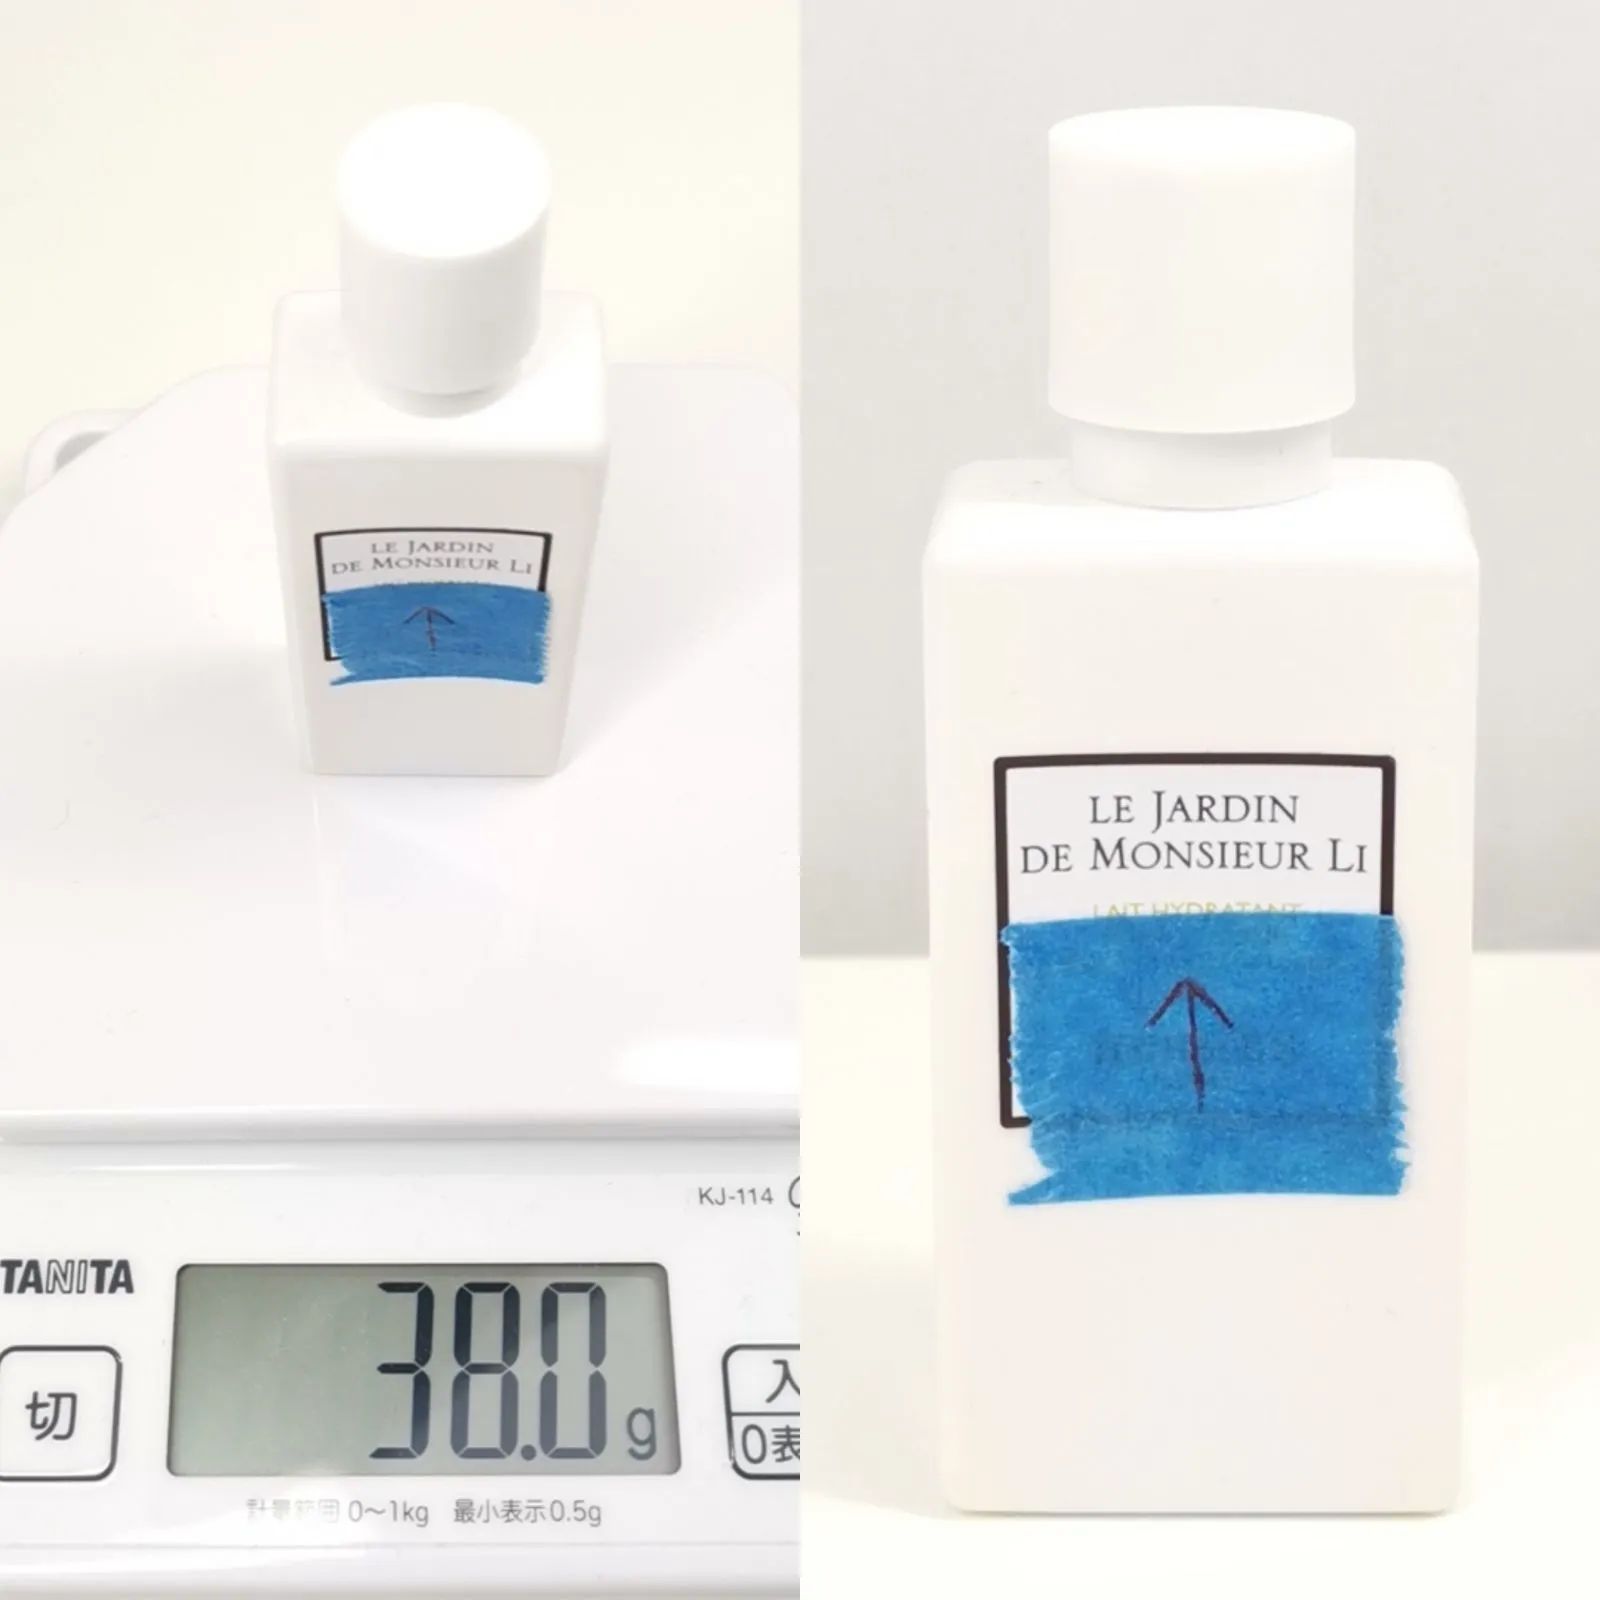 LE JARDIN
DE MONSIEUR LI
KJ-114
TANITA
38.0 g
切
入
0表
計量範囲 0～1kg 最小表示0.5g
LE JARDIN
DE MONSIEUR LI
LAIT HYDRATANT